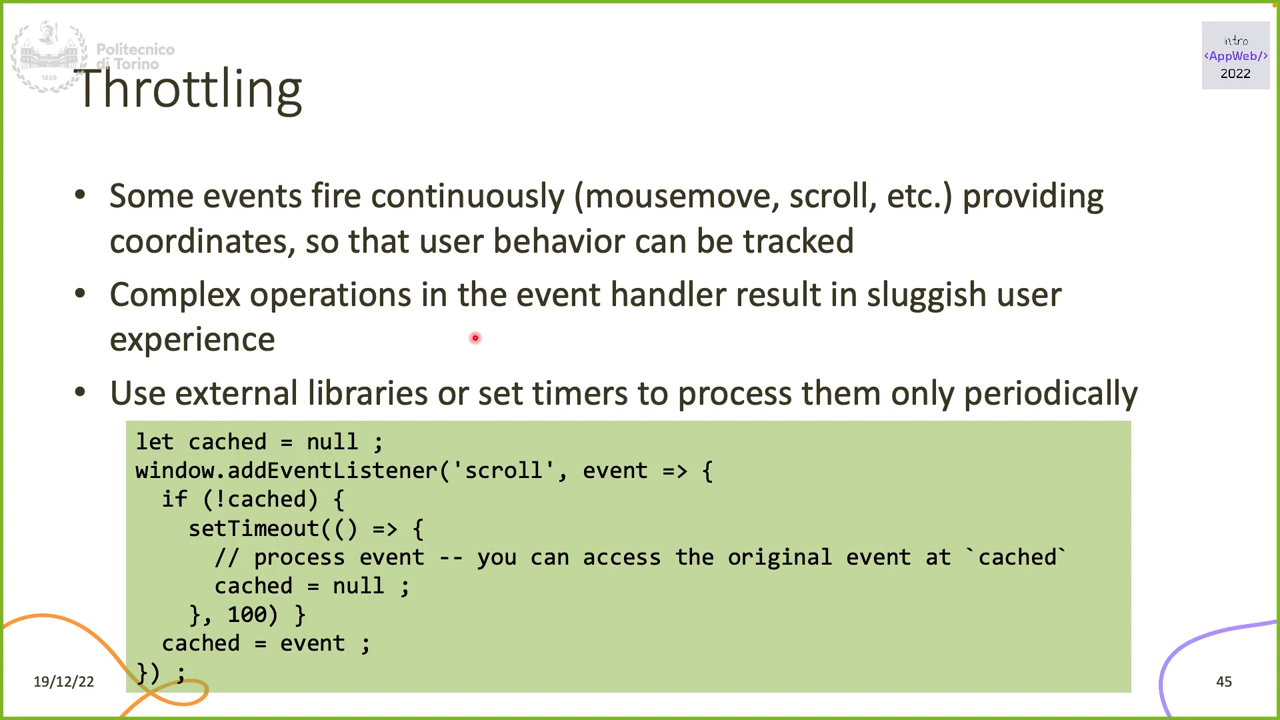 Politecnico
di Torino
1859
intro
<AppWeb/>
2022
Throttling
• Some events fire continuously (mousemove, scroll, etc.) providing
coordinates, so that user behavior can be tracked
• Complex operations in the event handler result in sluggish user
experience
• Use external libraries or set timers to process them only periodically
let cached = null ;
window.addEventListener('scroll', event => {
  if (!cached) {
    setTimeout(() => {
      // process event -- you can access the original event at `cached`
      cached = null ;
    }, 100) }
  cached = event ;
}) ;
19/12/22
45